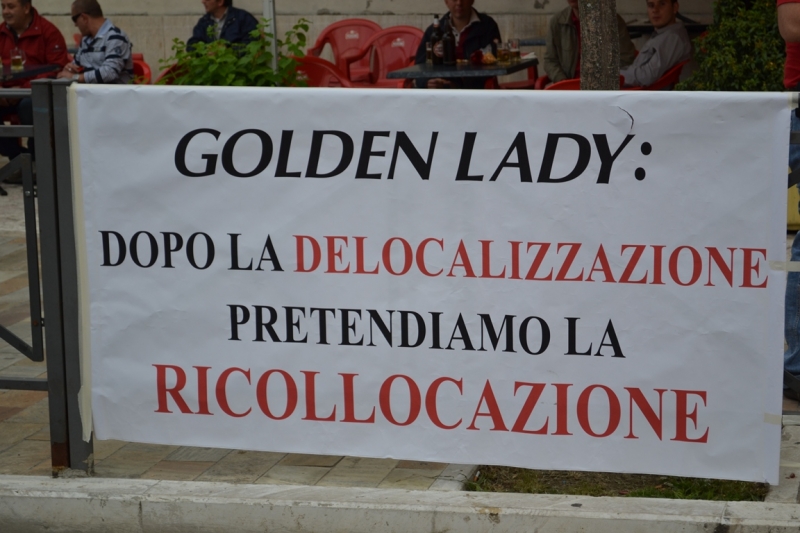 GOLDEN LADY:
DOPO LA DELOCALIZZAZIONE
PRETENDIAMO LA
RICOLLOCAZIONE